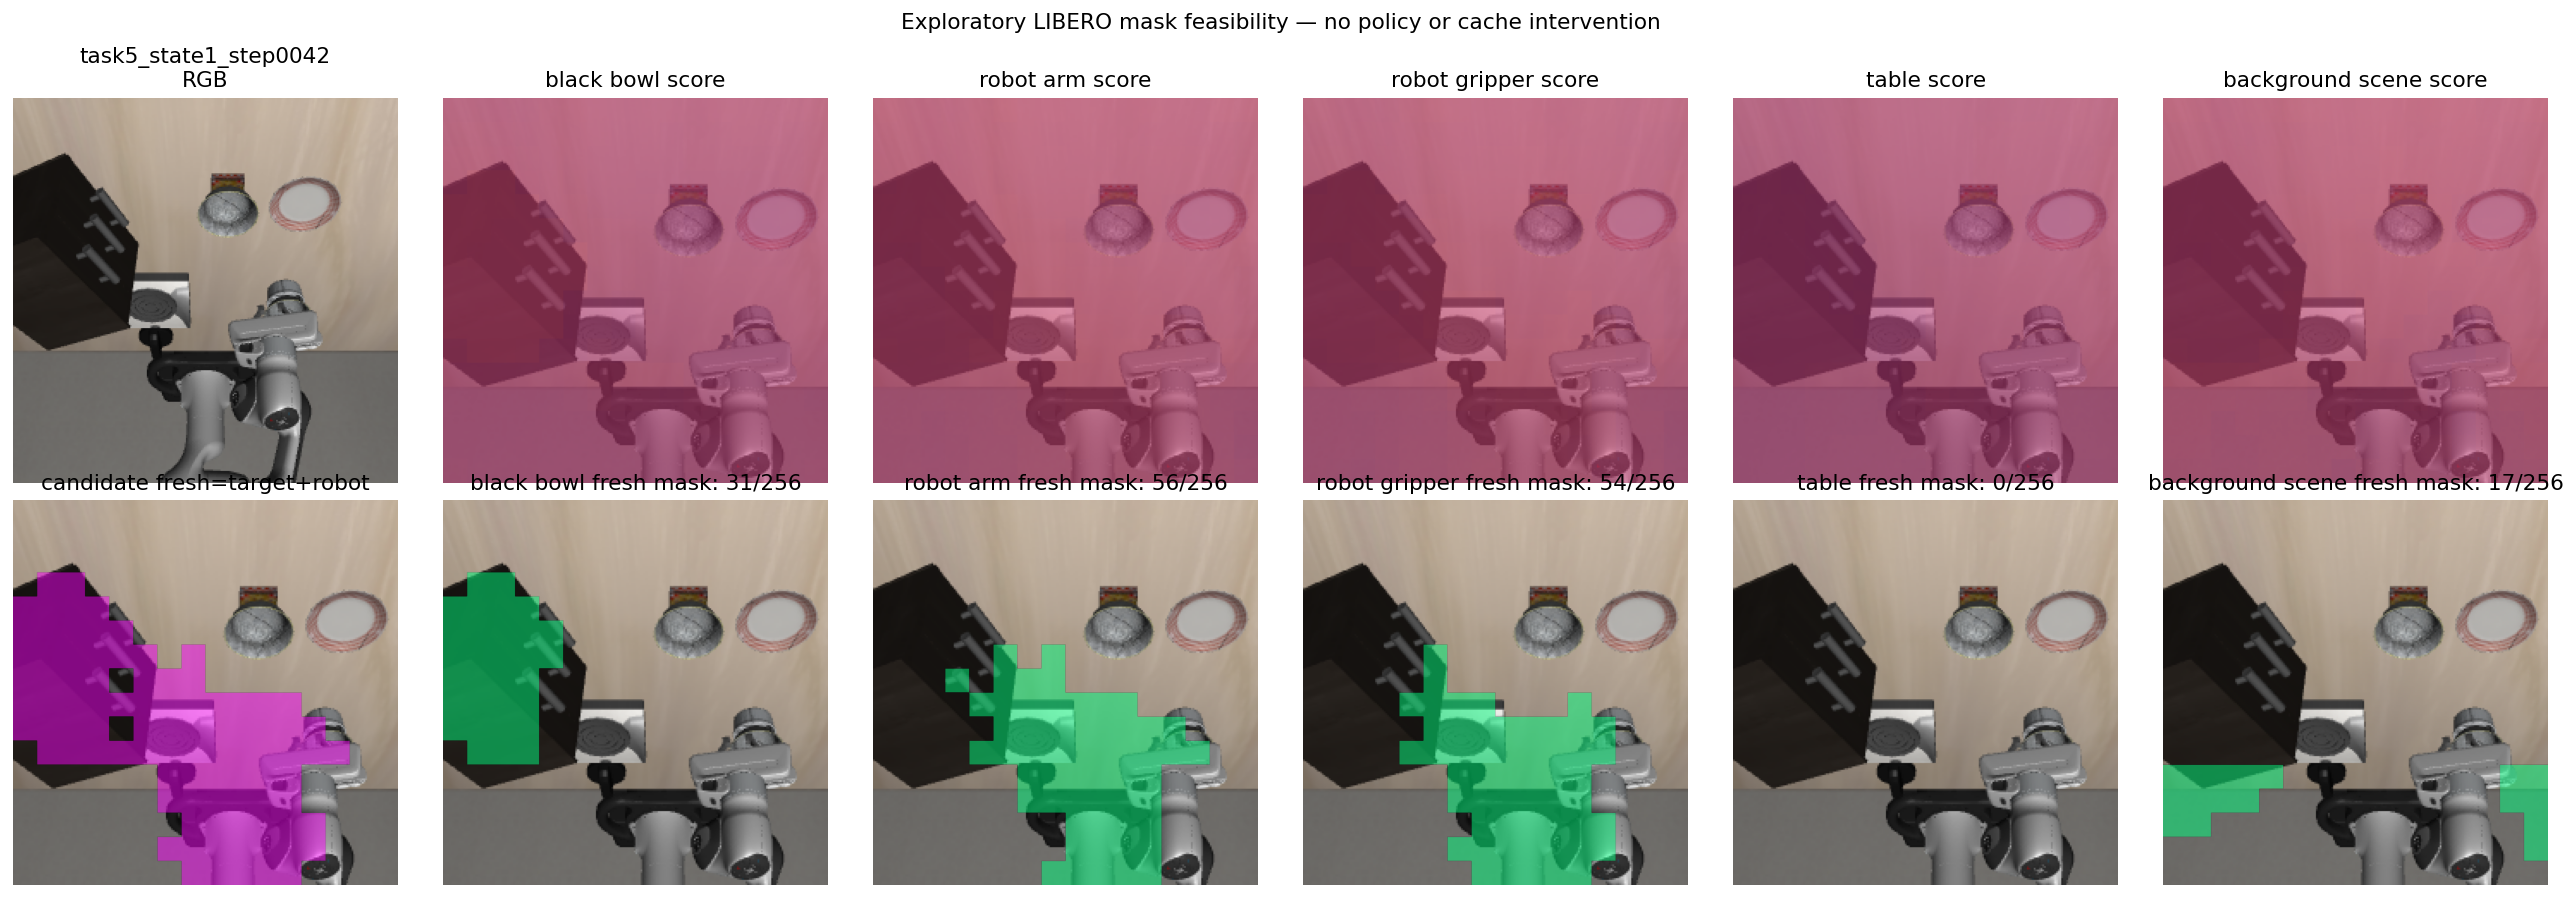 Exploratory LIBERO mask feasibility — no policy or cache intervention
task5_state1_step0042
RGB
black bowl score
robot arm score
robot gripper score
table score
background scene score
candidate fresh=target+robot
black bowl fresh mask: 31/256
robot arm fresh mask: 56/256
robot gripper fresh mask: 54/256
table fresh mask: 0/256
background scene fresh mask: 17/256